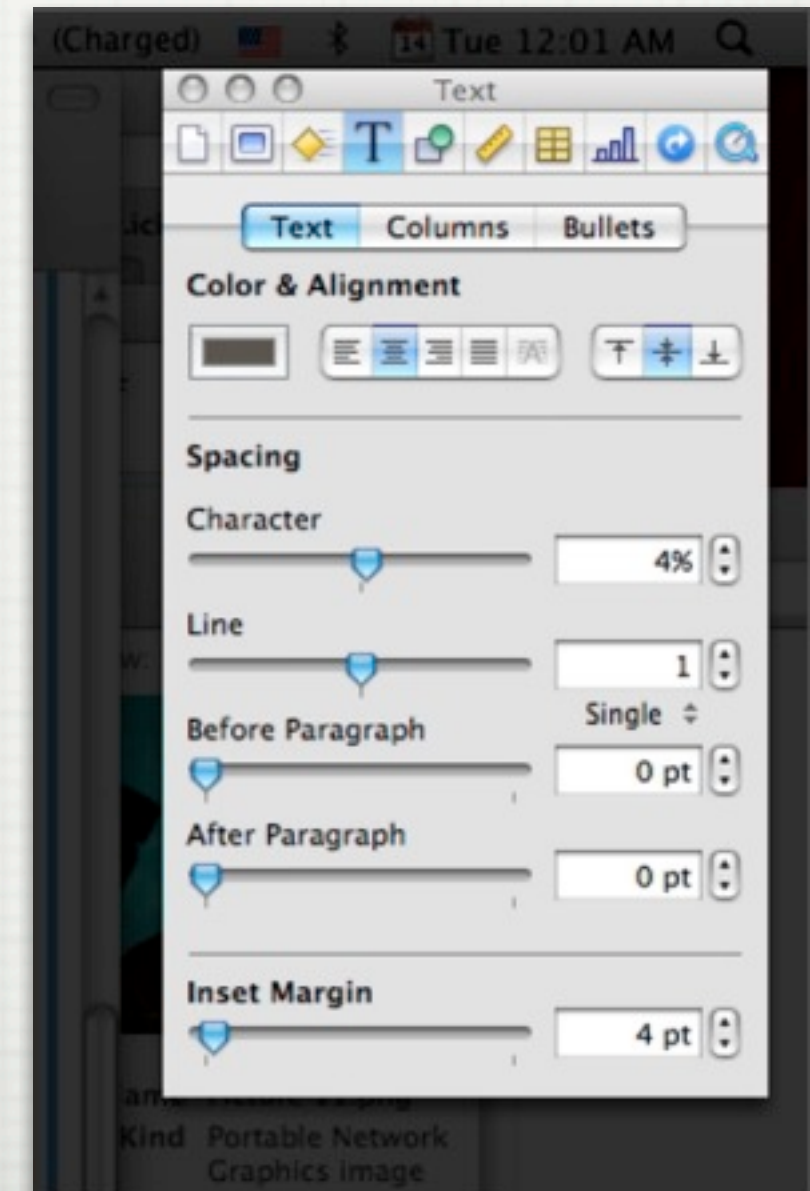 (Charged) 14 Tue 12:01 AM
Text
T
Text Columns Bullets
Color & Alignment
Spacing
Character
4%
Line
1
Single
Before Paragraph
0 pt
After Paragraph
0 pt
Inset Margin
4 pt
Kind Portable Network
Graphics image